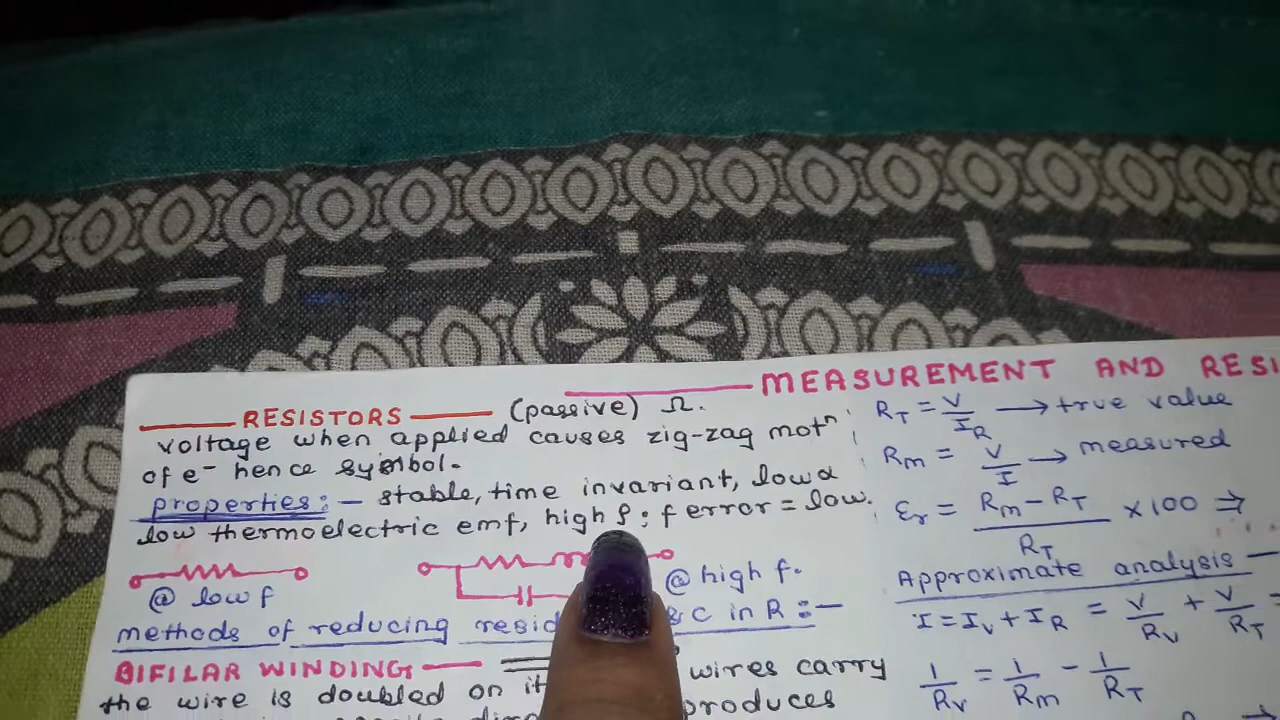 RESISTORS (passive) Ω.
voltage when applied causes zig-zag motⁿ
of e⁻ hence symbol.
properties:- stable, time invariant, low α
low thermoelectric emf, high ρ; f error = low.
@ low f
@ high f.
methods of reducing & C in R :-
BIFILAR WINDING wires carry
the wire is doubled on produces
MEASUREMENT AND
R_T = V/I_R → true value
R_m = V/I → measured
ε_r = (R_m - R_T)/R_T × 100 ⇒
Approximate analysis -
I = I_V + I_R = V/R_V + V/R_T =
1/R_V = 1/R_m - 1/R_T